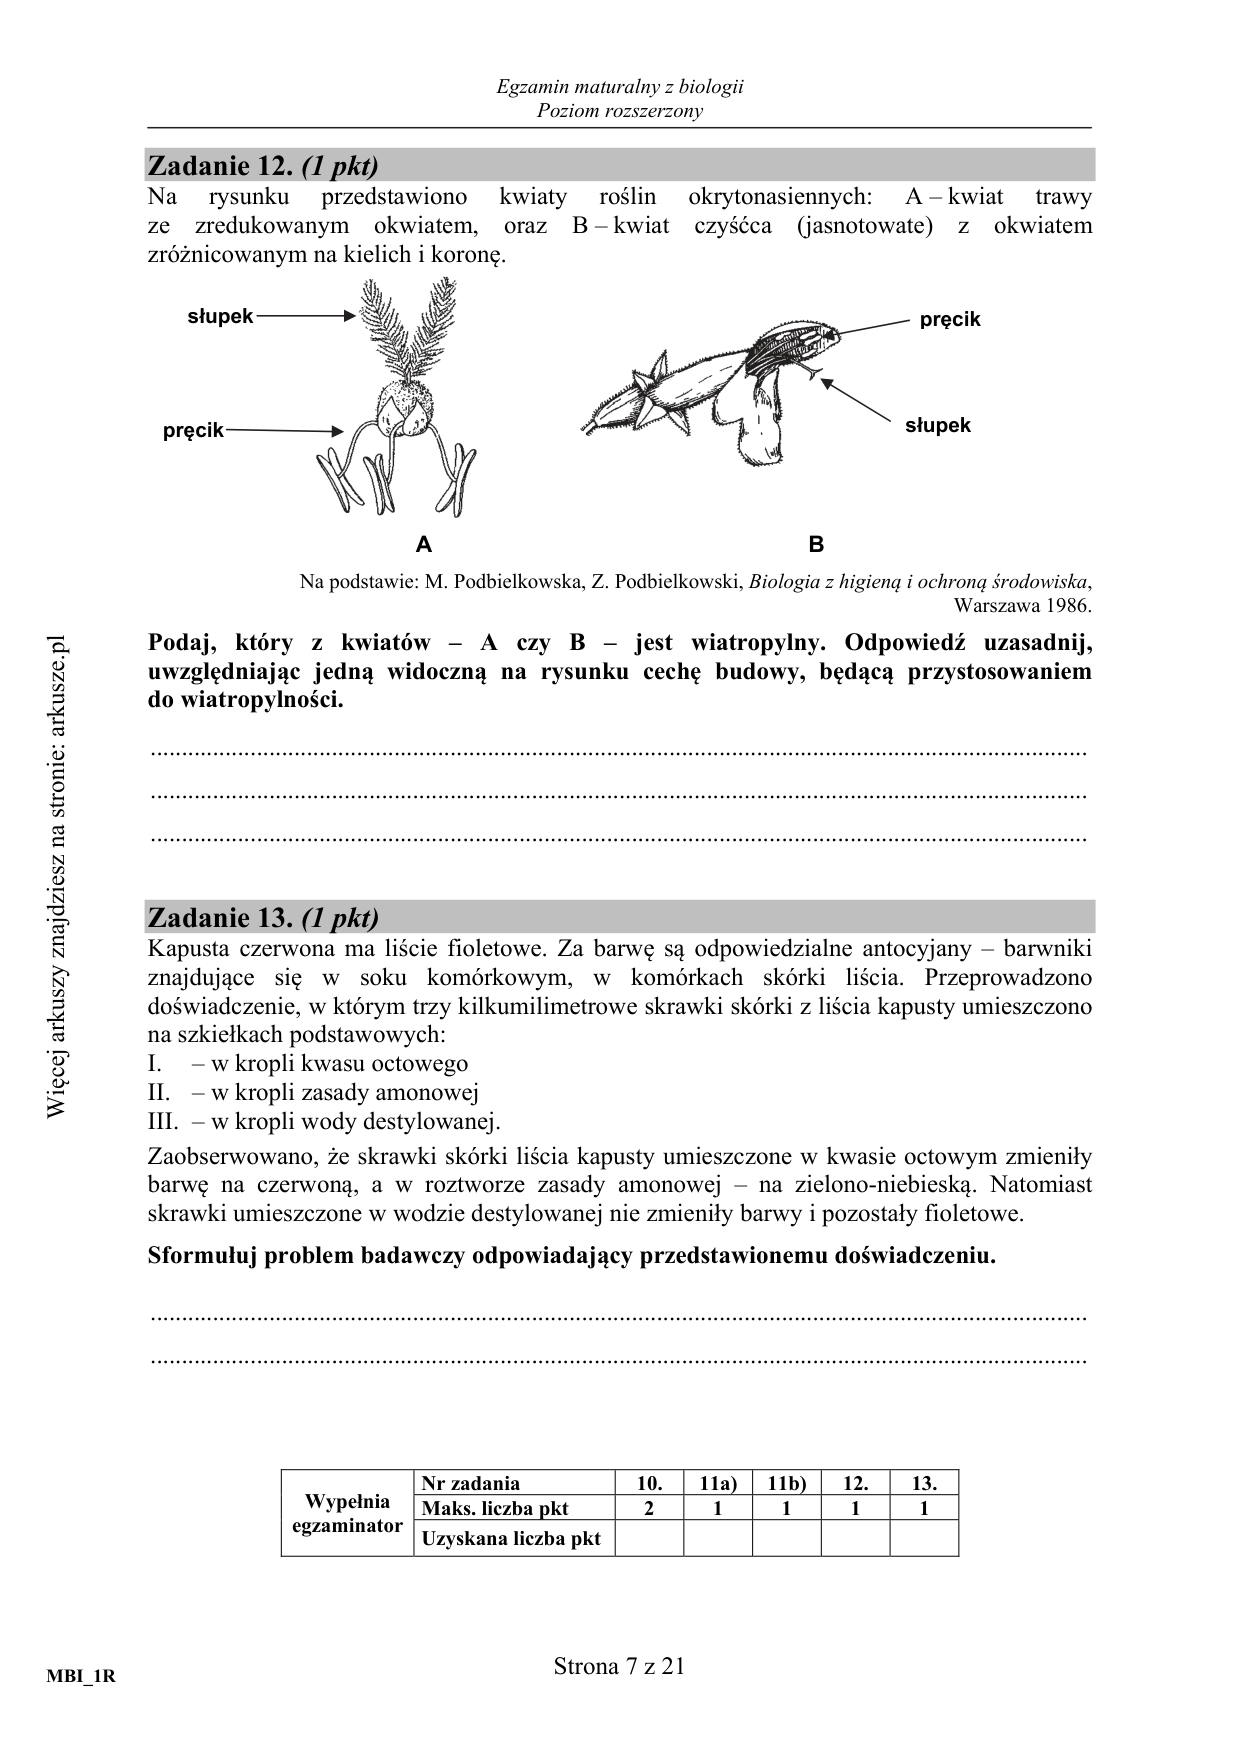 Egzamin maturalny z biologii
Poziom rozszerzony
Zadanie 12. (1 pkt)
Na rysunku przedstawiono kwiaty roślin okrytonasiennych: A – kwiat trawy
ze zredukowanym okwiatem, oraz B – kwiat czyśćca (jasnotowate) z okwiatem
zróżnicowanym na kielich i koronę.
słupek
pręcik
pręcik
słupek
A
B
Na podstawie: M. Podbielkowska, Z. Podbielkowski, Biologia z higieną i ochroną środowiska,
Warszawa 1986.
Podaj, który z kwiatów – A czy B – jest wiatropylny. Odpowiedź uzasadnij,
uwzględniając jedną widoczną na rysunku cechę budowy, będącą przystosowaniem
do wiatropylności.
Zadanie 13. (1 pkt)
Kapusta czerwona ma liście fioletowe. Za barwę są odpowiedzialne antocyjany – barwniki
znajdujące się w soku komórkowym, w komórkach skórki liścia. Przeprowadzono
doświadczenie, w którym trzy kilkumilimetrowe skrawki skórki z liścia kapusty umieszczono
na szkiełkach podstawowych:
I. – w kropli kwasu octowego
II. – w kropli zasady amonowej
III. – w kropli wody destylowanej.
Zaobserwowano, że skrawki skórki liścia kapusty umieszczone w kwasie octowym zmieniły
barwę na czerwoną, a w roztworze zasady amonowej – na zielono-niebieską. Natomiast
skrawki umieszczone w wodzie destylowanej nie zmieniły barwy i pozostały fioletowe.
Sformułuj problem badawczy odpowiadający przedstawionemu doświadczeniu.
Wypełnia
egzaminator
Nr zadania 10. 11a) 11b) 12. 13.
Maks. liczba pkt 2 1 1 1 1
Uzyskana liczba pkt
Strona 7 z 21
MBI_1R
Więcej arkuszy znajdziesz na stronie: arkusze.pl